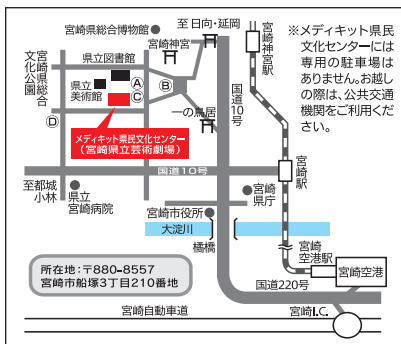 至 日向・延岡
宮崎県総合博物館
宮崎神宮
宮崎神宮駅
※メディキット県民
文化センターには
専用の駐車場は
ありません。お越し
の際は、公共交通
機関をご利用くだ
さい。
宮崎県総合
文化公園
県立図書館
県立
美術館
Ⓐ
Ⓒ
Ⓑ
Ⓓ
一の鳥居
国道10号
メディキット県民文化センター
(宮崎県立芸術劇場)
国道10号
宮崎駅
至都城
小林
県立
宮崎病院
宮崎
県庁
宮崎市役所
大淀川
橘橋
宮崎
空港駅
宮崎空港
所在地:〒880-8557
宮崎市船塚3丁目210番地
国道220号
宮崎自動車道
宮崎I.C.